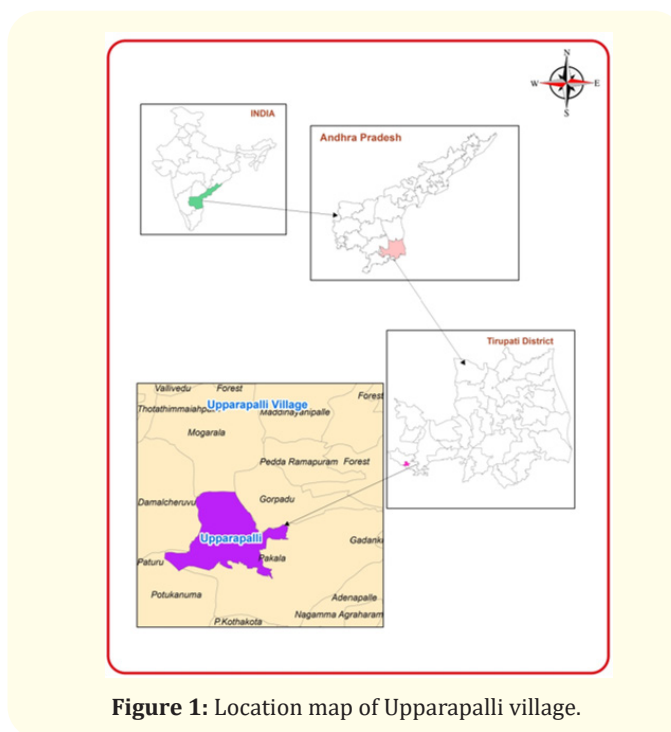 N
W E
S
INDIA
Andhra Pradesh
Tirupati District
Vallivedu Forest
Forest
Upparapalli Village
Thotathimmaiahpalli
Maddinayanipalle
Mogarala
Pedda Ramapuram Forest
Damalcheruvu
Gorpadu
Upparapalli
Gadanki
Paturu
Pakala
Potukanuma
Adenapalle
Nagamma Agraharam
P.Kothakota
Figure 1: Location map of Upparapalli village.